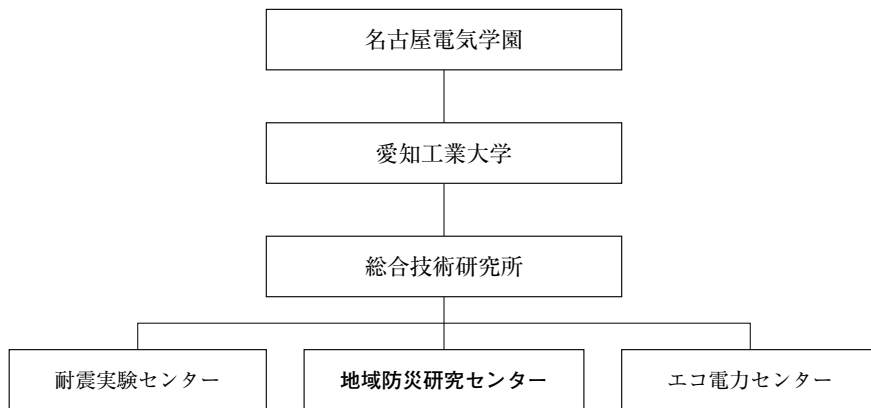 名古屋電気学園
愛知工業大学
総合技術研究所
耐震実験センター
地域防災研究センター
エコ電力センター